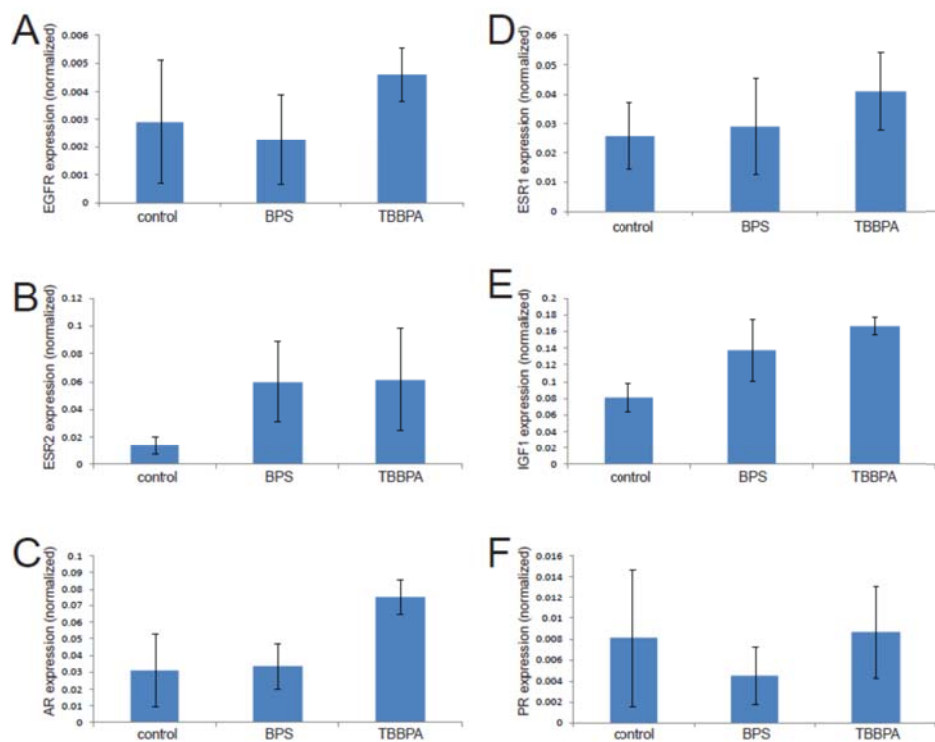 A
EGFR expression (normalized)
0.006
0.005
0.004
0.003
0.002
0.001
0
control BPS TBBPA
D
ESR1 expression (normalized)
0.06
0.05
0.04
0.03
0.02
0.01
0
control BPS TBBPA
B
ESR2 expression (normalized)
0.12
0.1
0.08
0.06
0.04
0.02
0
control BPS TBBPA
E
IGF1 expression (normalized)
0.2
0.18
0.16
0.14
0.12
0.1
0.08
0.06
0.04
0.02
0
control BPS TBBPA
C
AR expression (normalized)
0.1
0.09
0.08
0.07
0.06
0.05
0.04
0.03
0.02
0.01
0
control BPS TBBPA
F
PR expression (normalized)
0.016
0.014
0.012
0.01
0.008
0.006
0.004
0.002
0
control BPS TBBPA